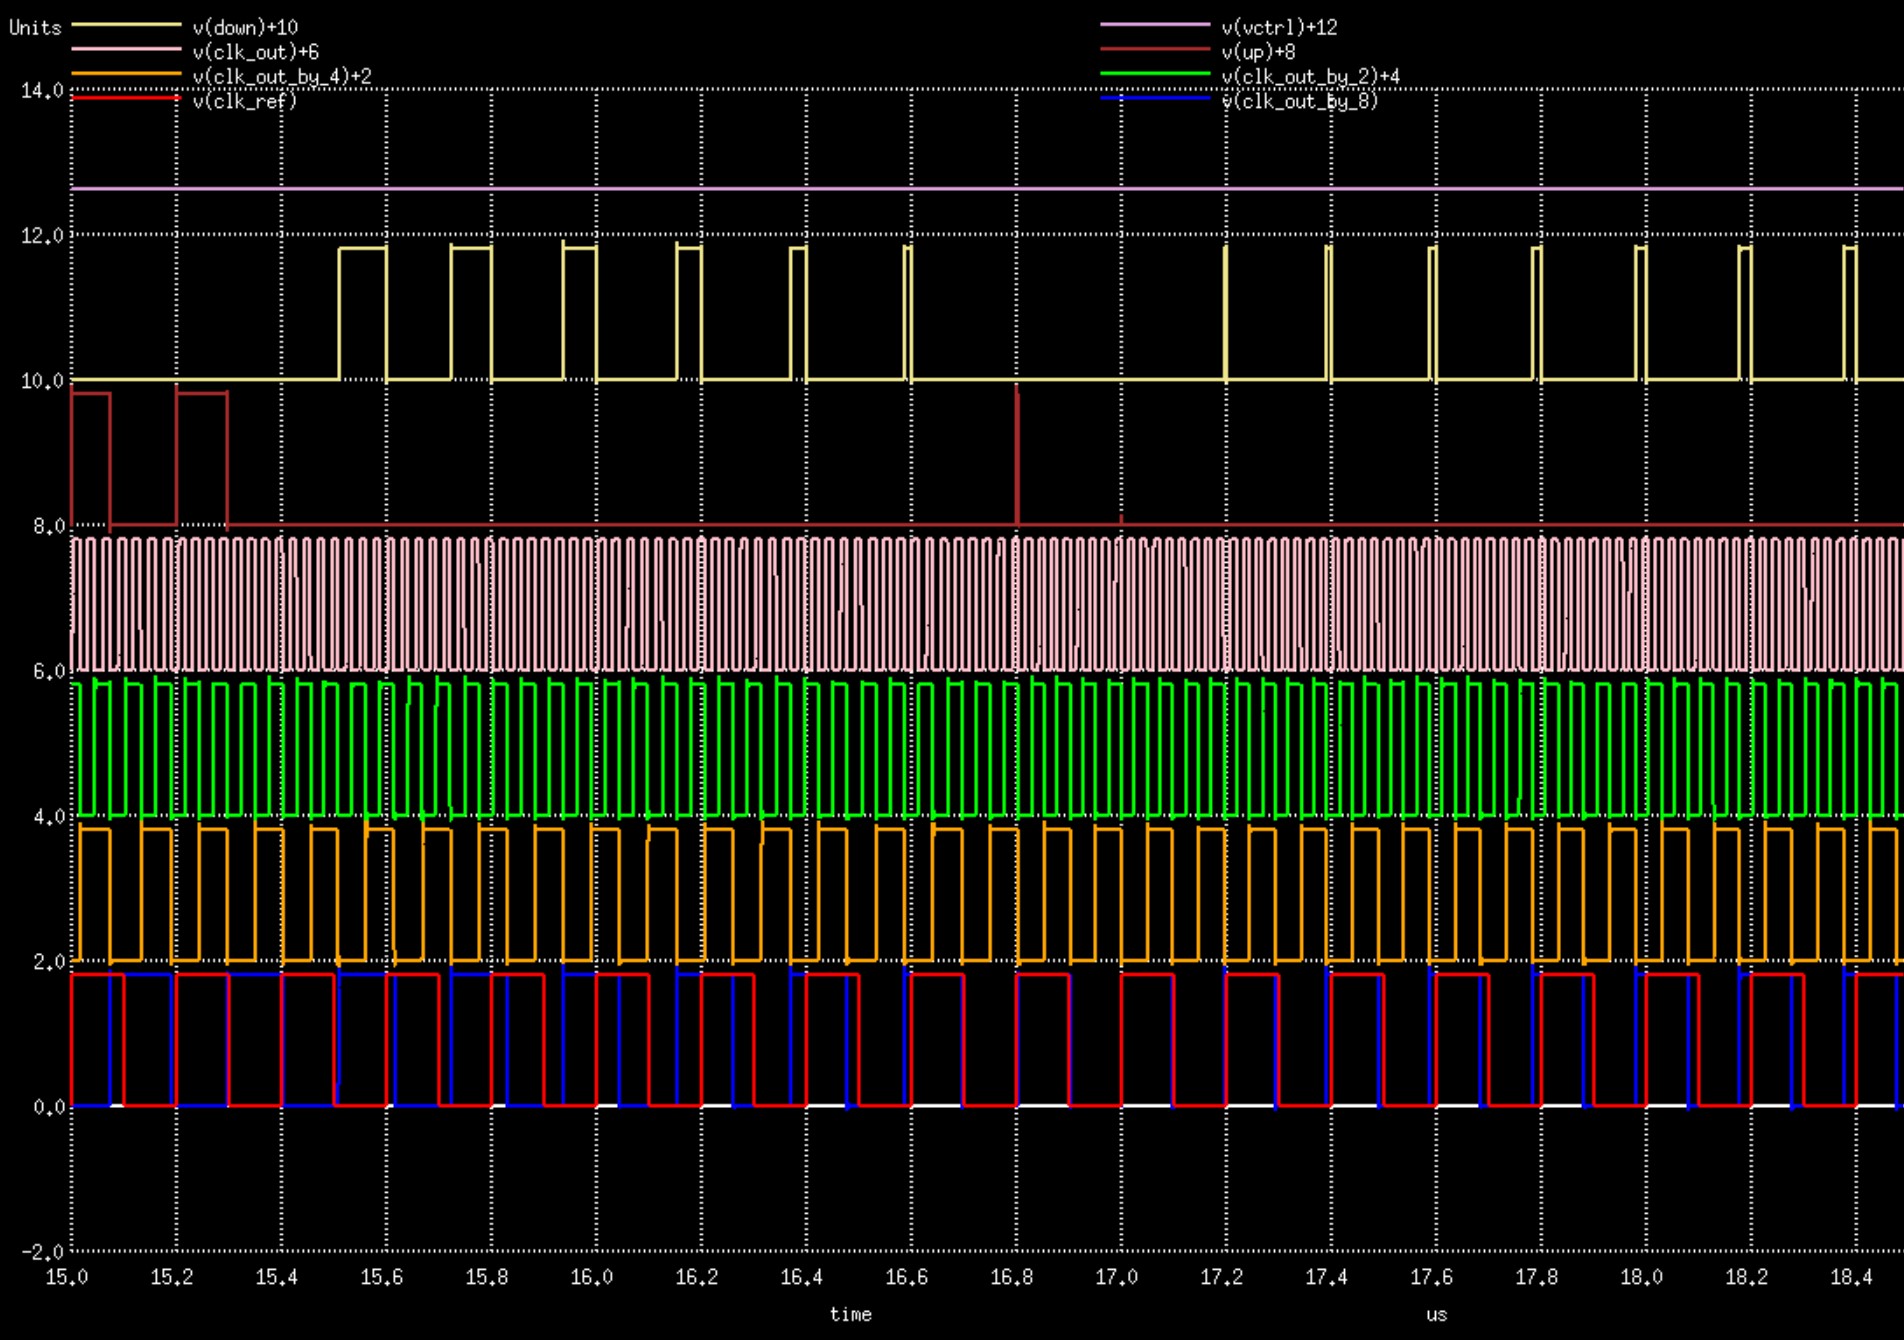 Units v(down)+10 v(vctrl)+12
v(clk_out)+6 v(up)+8
v(clk_out_by_4)+2 v(clk_out_by_2)+4
v(clk_ref) v(clk_out_by_8)
14.0
12.0
10.0
8.0
6.0
4.0
2.0
0.0
-2.0
15.0 15.2 15.4 15.6 15.8 16.0 16.2 16.4 16.6 16.8 17.0 17.2 17.4 17.6 17.8 18.0 18.2 18.4
time us